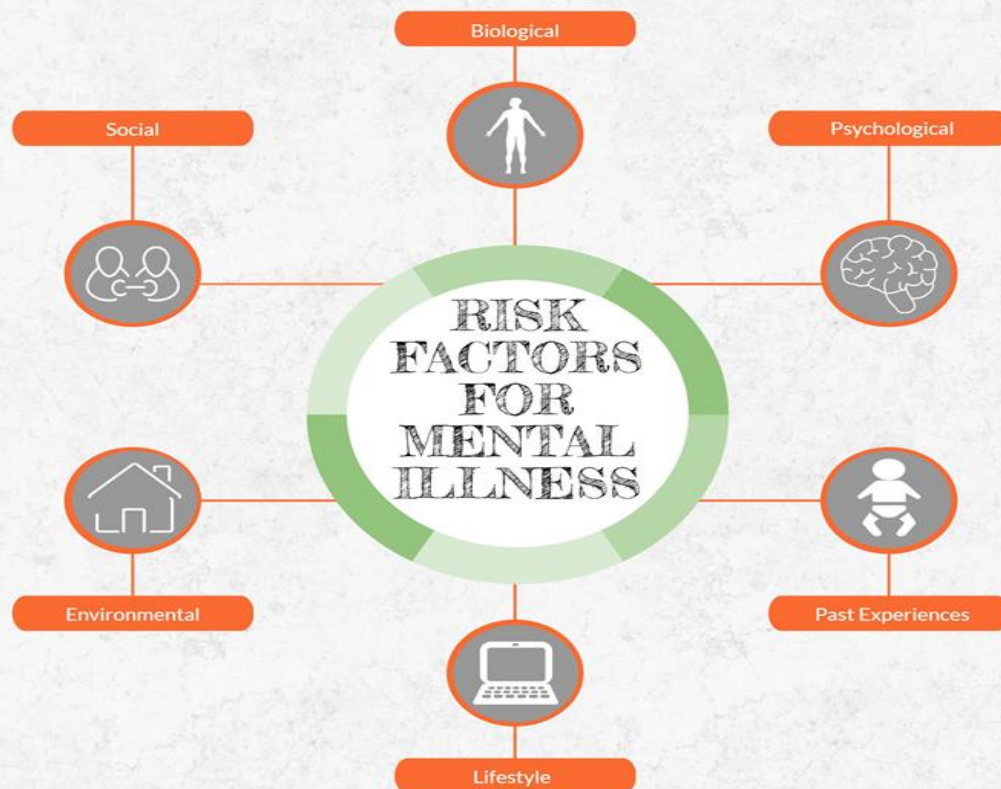 Biological
Social
Psychological
RISK
FACTORS
FOR
MENTAL
ILLNESS
Environmental
Past Experiences
Lifestyle